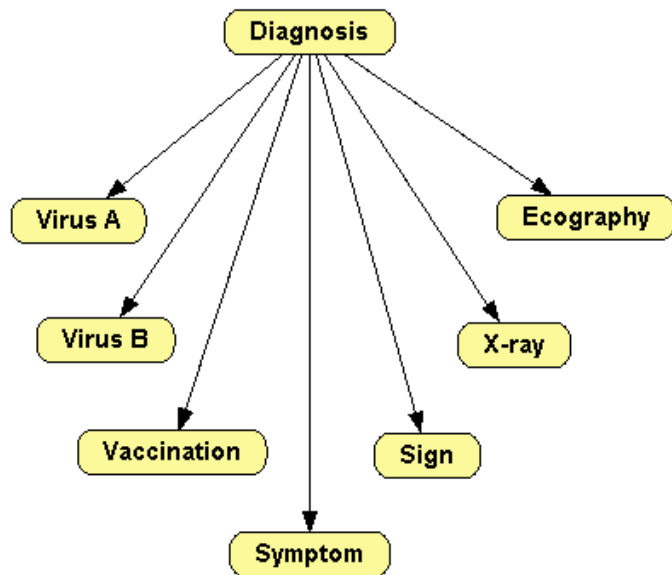 Diagnosis
Virus A
Ecography
Virus B
X-ray
Vaccination
Sign
Symptom